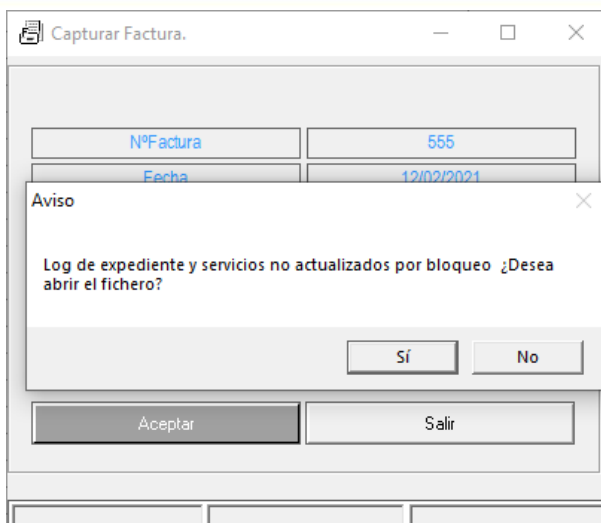 Capturar Factura.
NºFactura 555
Fecha 12/02/2021
Aviso
Log de expediente y servicios no actualizados por bloqueo ¿Desea
abrir el fichero?
Sí No
Aceptar Salir